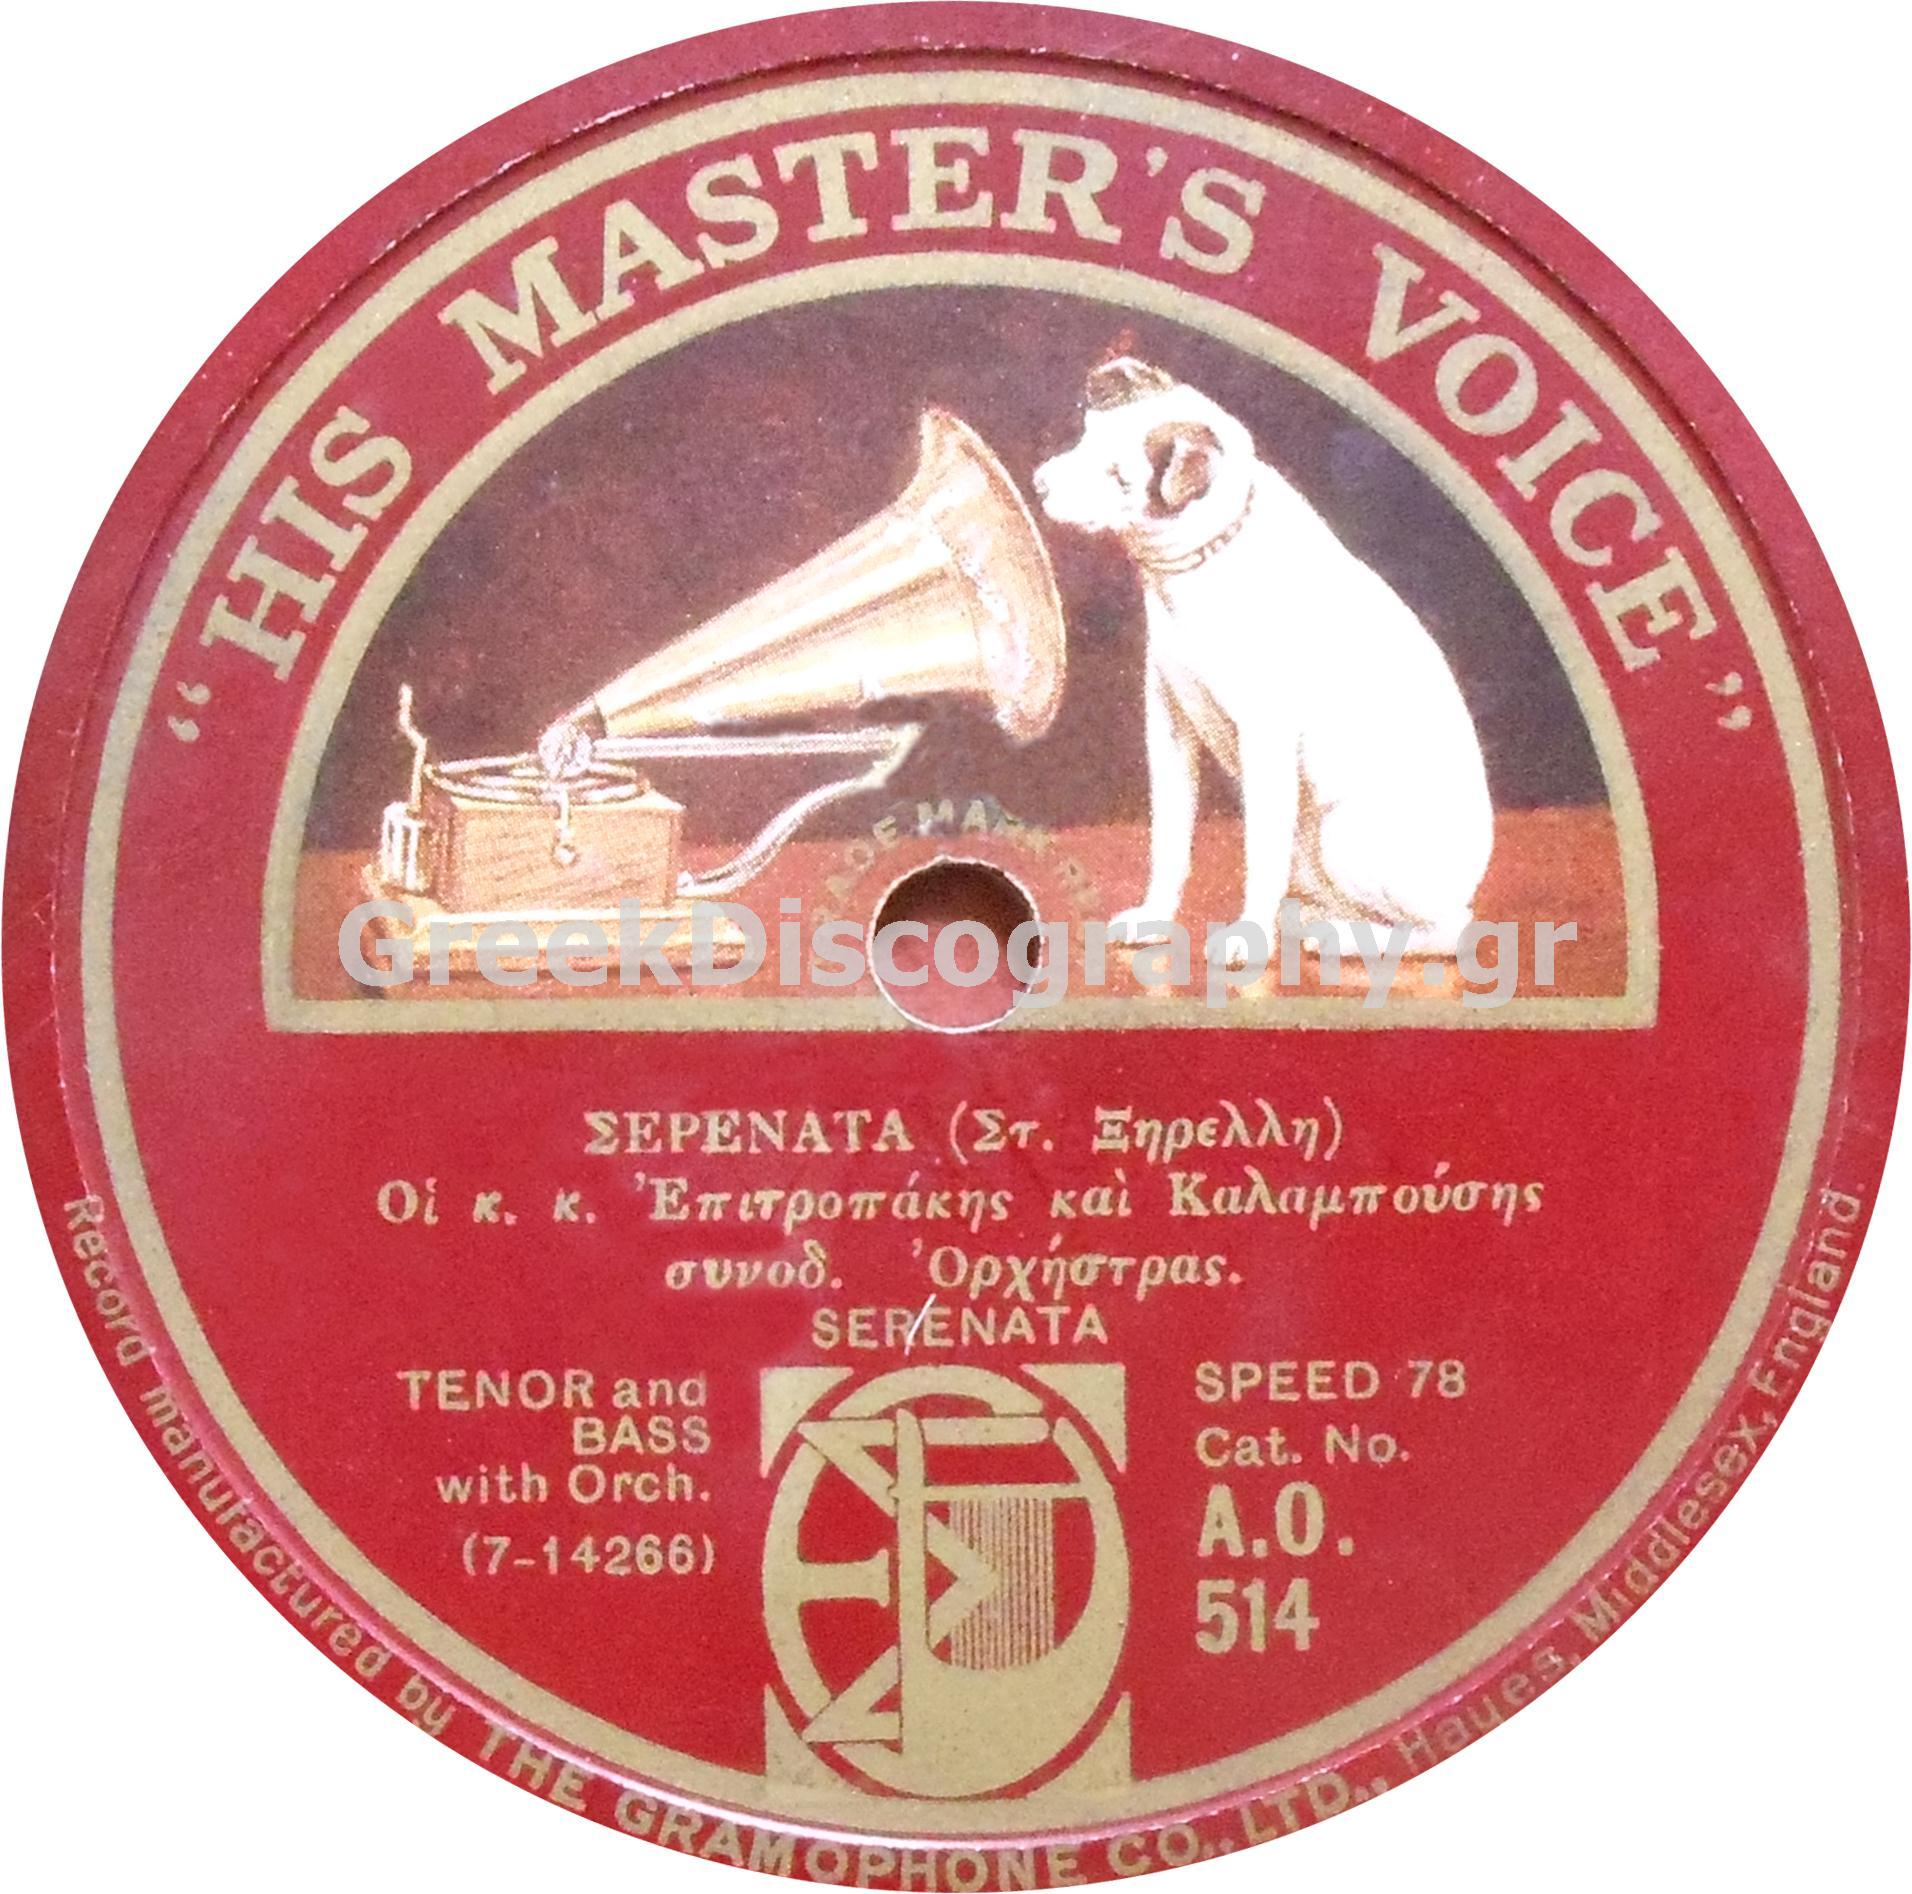 “HIS MASTER'S VOICE”
GreekDiscography.gr
ΣΕΡΕΝΑΤΑ (Στ. Ξηρελλη)
Οἱ κ. κ. Ἐπιτροπάκης καὶ Καλαμπούσης
συνοδ. Ὀρχήστρας.
SERENATA
TENOR and
BASS
with Orch.
(7-14266)
SPEED 78
Cat. No.
A.O.
514
Record manufactured by THE GRAMOPHONE CO., LTD., Hayes, Middlesex, England.